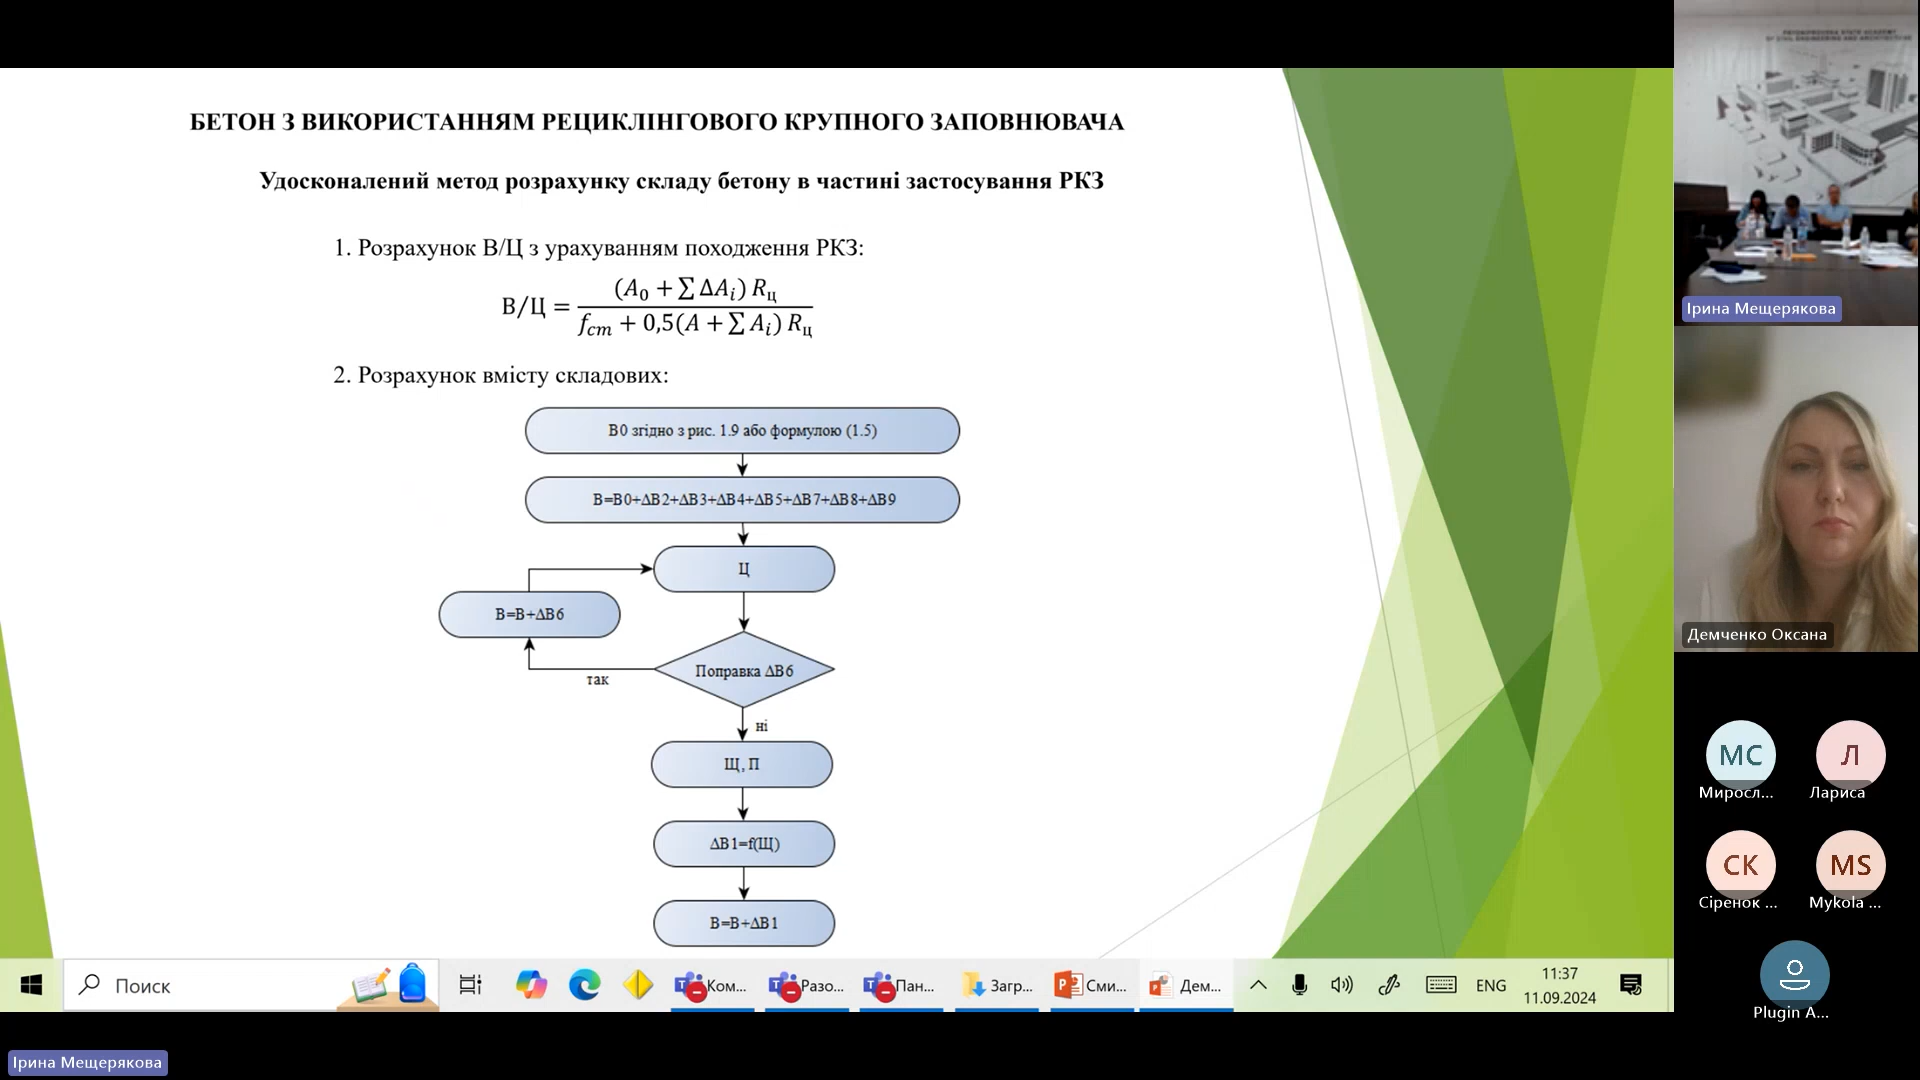 БЕТОН З ВИКОРИСТАННЯМ РЕЦИКЛІНГОВОГО КРУПНОГО ЗАПОВНЮВАЧА
Удосконалений метод розрахунку складу бетону в частині застосування РКЗ
1. Розрахунок В/Ц з урахуванням походження РКЗ:
В/Ц = (A₀ + ∑ ΔAᵢ) Rц / fcm + 0,5(A + ∑ Aᵢ) Rц
2. Розрахунок вмісту складових:
В0 згідно з рис. 1.9 або формулою (1.5)
В=В0+ΔВ2+ΔВ3+ΔВ4+ΔВ5+ΔВ7+ΔВ8+ΔВ9
Ц
В=В+ΔВ6
Поправка ΔВ6
так
ні
Щ, П
ΔВ1=f(Щ)
В=В+ΔВ1
Поиск
Ком...
Разо...
Пан...
Загр...
Сми...
Дем...
ENG
11:37
11.09.2024
Ірина Мещерякова
Демченко Оксана
МС
Миросл...
Л
Лариса
СК
Сіренок ...
MS
Mykola ...
Plugin A...
Ірина Мещерякова